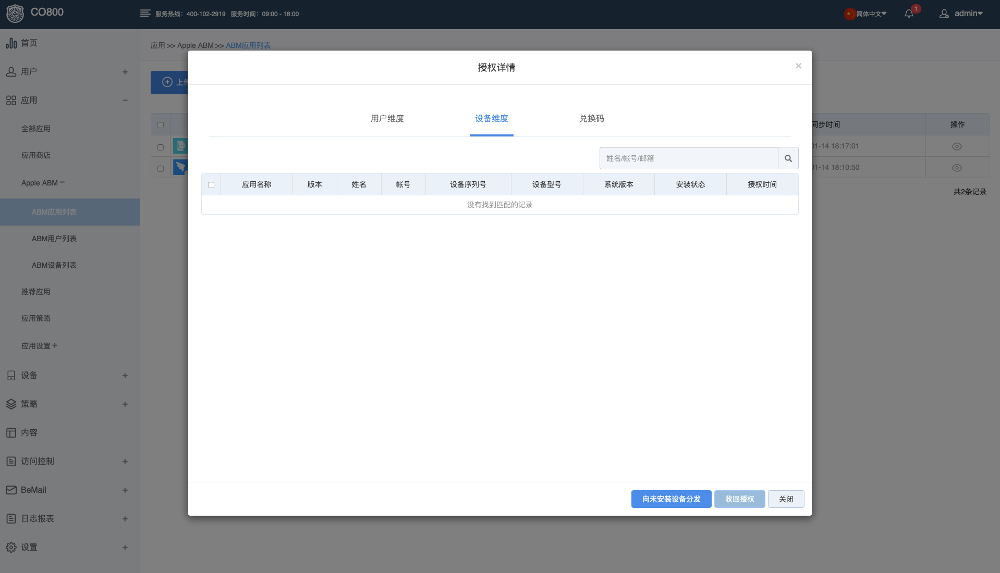 CO800
服务热线：400-102-2919 服务时间：09:00 - 18:00
简体中文
1
admin
首页
用户
应用
全部应用
应用商店
Apple ABM
ABM应用列表
ABM用户列表
ABM设备列表
推荐应用
应用策略
应用设置
设备
策略
内容
访问控制
BeMail
日志报表
设置
应用 >> Apple ABM >> ABM应用列表
上传
同步时间 操作
01-14 18:17:01
01-14 18:10:50
共2条记录
授权详情
×
用户维度 设备维度 兑换码
姓名/帐号/邮箱
应用名称 版本 姓名 帐号 设备序列号 设备型号 系统版本 安装状态 授权时间
没有找到匹配的记录
向未安装设备分发 收回授权 关闭